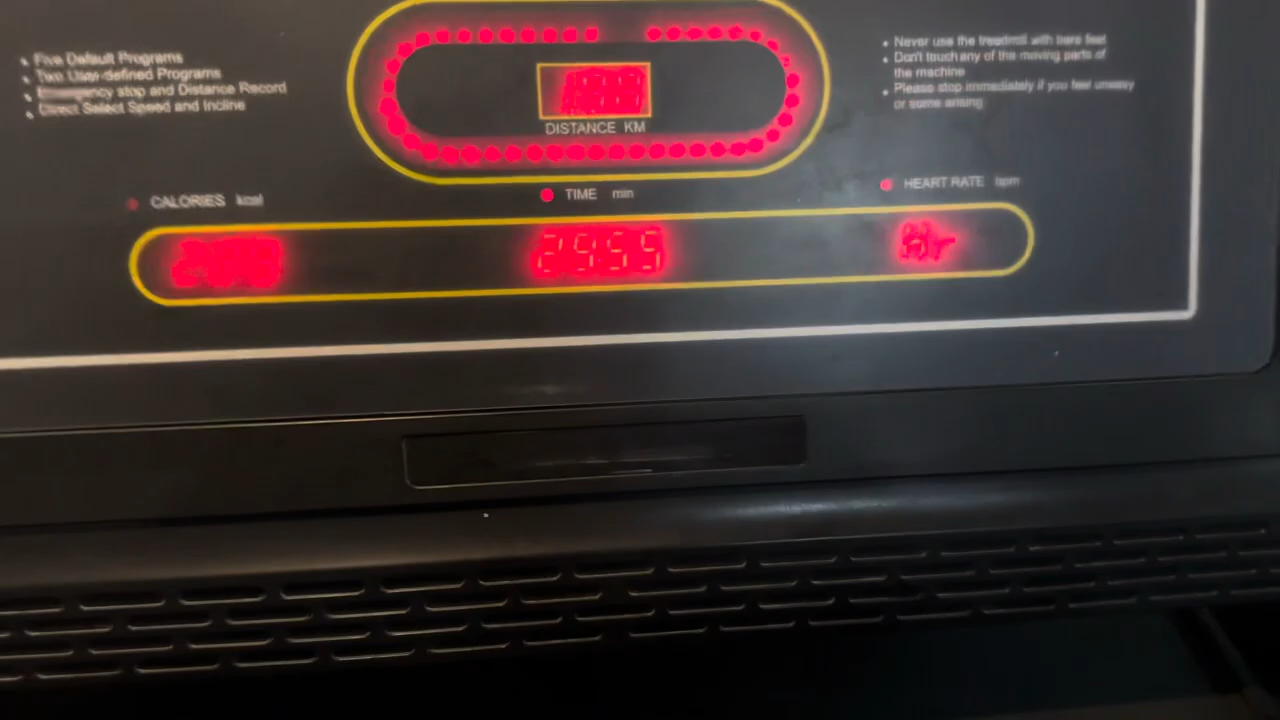 Five Default Programs
Two User-defined Programs
stop and Distance Record
Direct Select Speed and Incline
DISTANCE KM
Never use the treadmill with bare feet
Don't touch any of the moving parts of
the machine
Please stop immediately if you feel uneasy
or some arising
CALORIES kcal
TIME min
HEART RATE bpm
2955
Hr